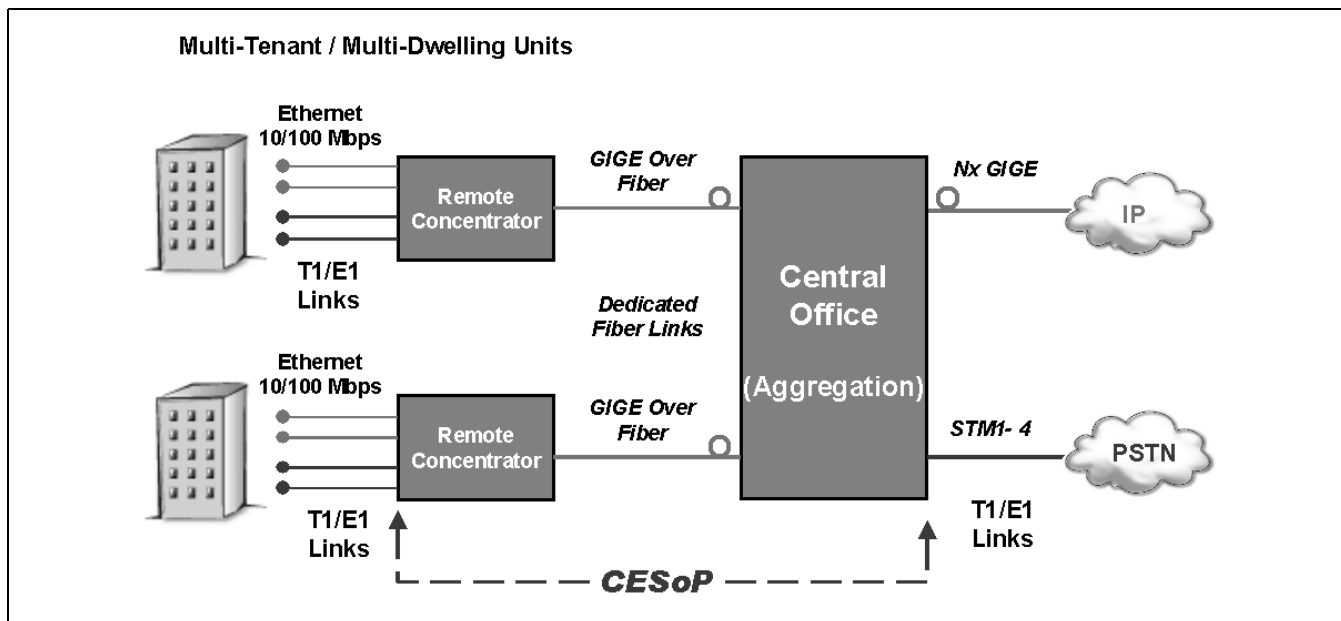 Multi-Tenant / Multi-Dwelling Units
Ethernet
10/100 Mbps
Remote
Concentrator
T1/E1
Links
GIGE Over
Fiber
Nx GIGE
IP
Central
Office
(Aggregation)
Dedicated
Fiber Links
Ethernet
10/100 Mbps
Remote
Concentrator
T1/E1
Links
GIGE Over
Fiber
STM1- 4
PSTN
T1/E1
Links
CESoP